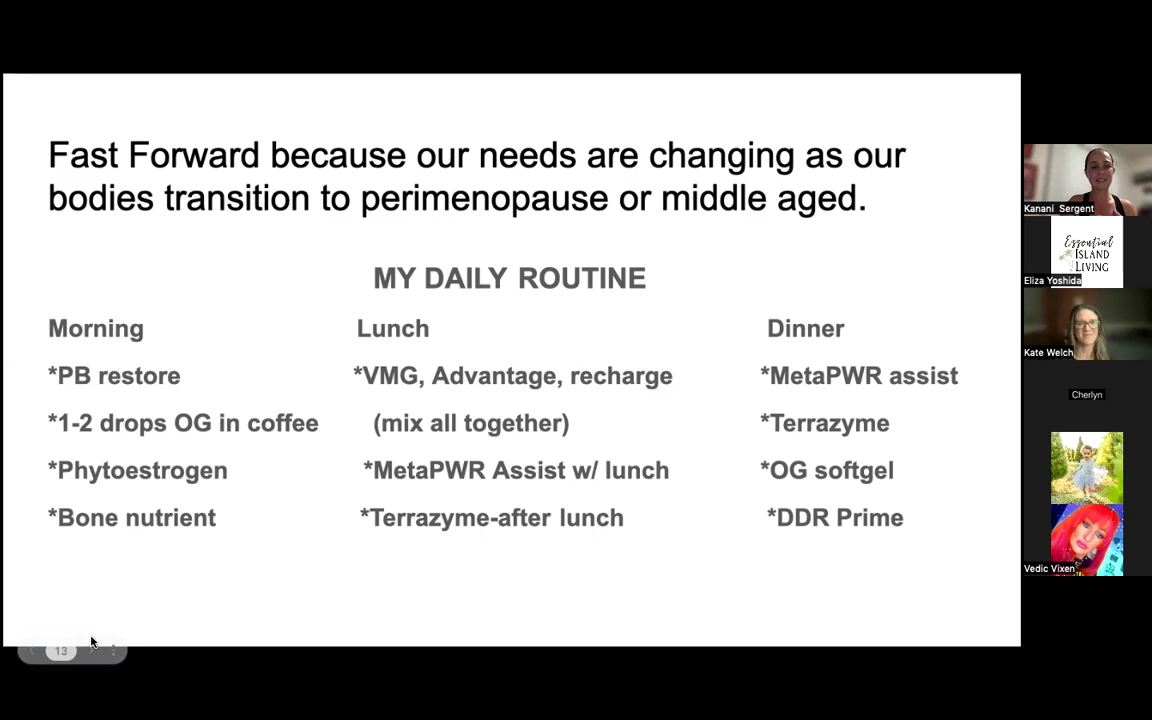 Fast Forward because our needs are changing as our
bodies transition to perimenopause or middle aged.
MY DAILY ROUTINE
Morning
*PB restore
*1-2 drops OG in coffee
*Phytoestrogen
*Bone nutrient
Lunch
*VMG, Advantage, recharge
(mix all together)
*MetaPWR Assist w/ lunch
*Terrazyme-after lunch
Dinner
*MetaPWR assist
*Terrazyme
*OG softgel
*DDR Prime
13
Kanani Sergent
Essential
ISLAND
LIVING
Eliza Yoshida
Kate Welch
Cherlyn
Vedic Vixen